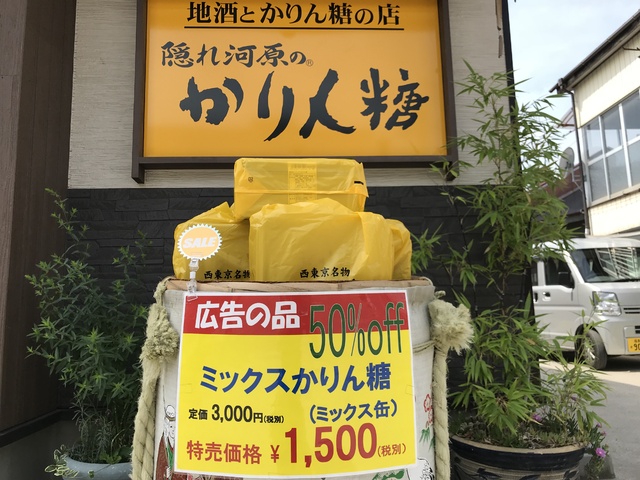 地酒とかりん糖の店
隠れ河原の®
かりん糖
SALE
西東京名物
西東京名物
広告の品
50%off
ミックスかりん糖
定価 3,000円(税別)
(ミックス缶)
特売価格 ¥1,500(税別)